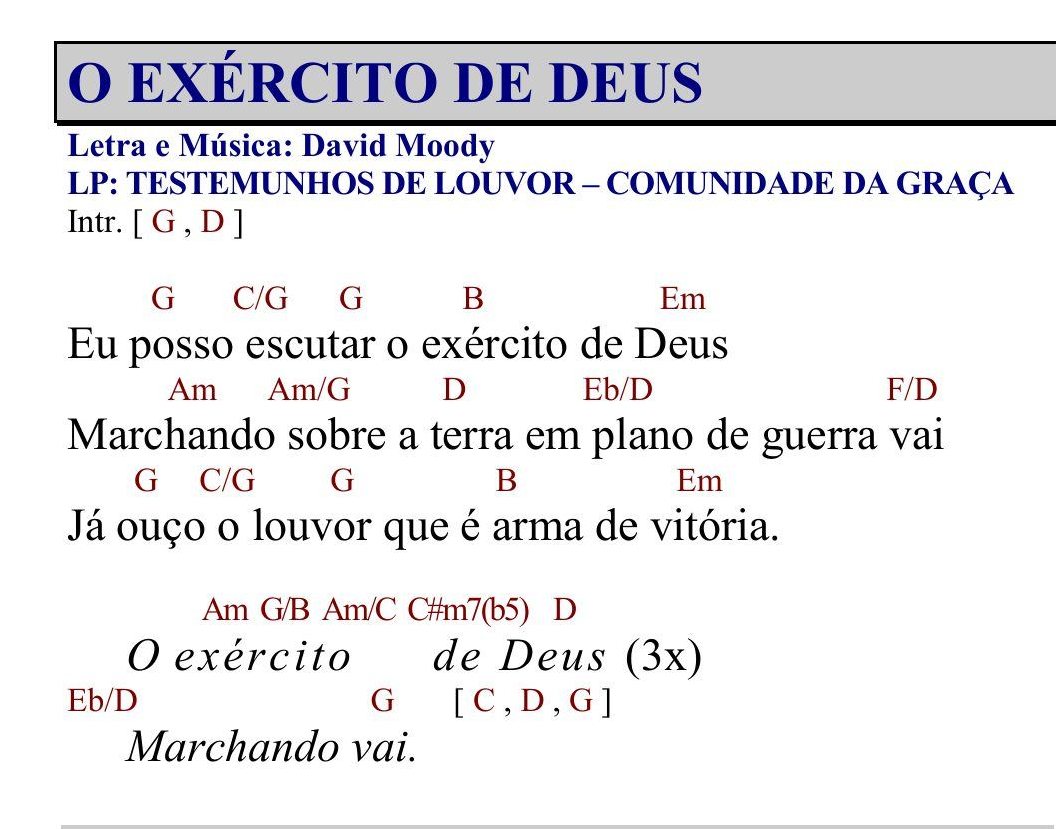 O EXÉRCITO DE DEUS
Letra e Música: David Moody
LP: TESTEMUNHOS DE LOUVOR – COMUNIDADE DA GRAÇA
Intr. [ G , D ]
G C/G G B Em
Eu posso escutar o exército de Deus
Am Am/G D Eb/D F/D
Marchando sobre a terra em plano de guerra vai
G C/G G B Em
Já ouço o louvor que é arma de vitória.
Am G/B Am/C C#m7(b5) D
O exército de Deus (3x)
Eb/D G [ C , D , G ]
Marchando vai.